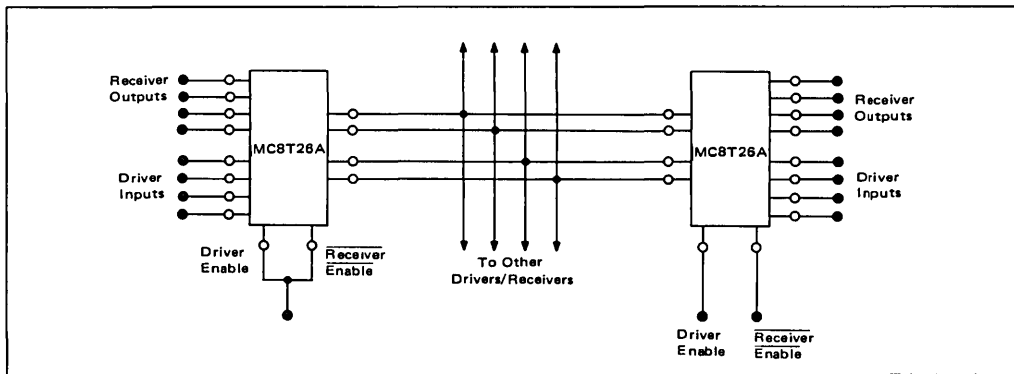 Receiver
Outputs
MC8T26A
Driver
Inputs
Driver
Enable
Receiver
Enable
To Other
Drivers/Receivers
MC8T26A
Receiver
Outputs
Driver
Inputs
Driver
Enable
Receiver
Enable